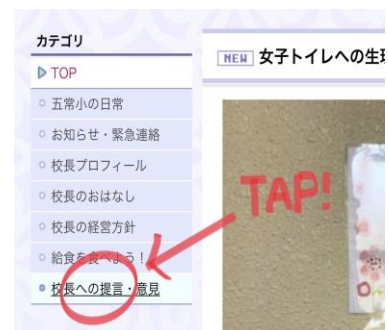 カテゴリ
TOP
五常小の日常
お知らせ・緊急連絡
校長プロフィール
校長のおはなし
校長の経営方針
給食を食べよう！
校長への提言・意見
NEW 女子トイレへの生
TAP!